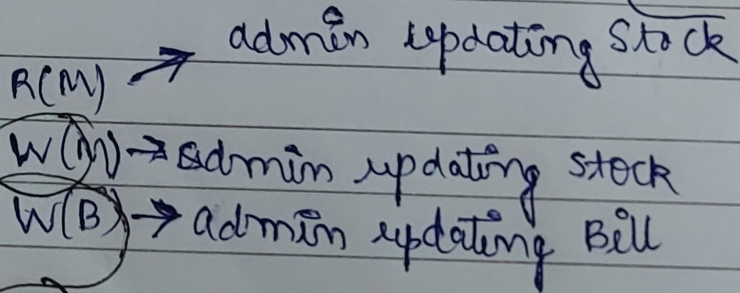 R(M) → admin updating Stock
W(M) → admin updating stock
W(B) → admin updating Bill